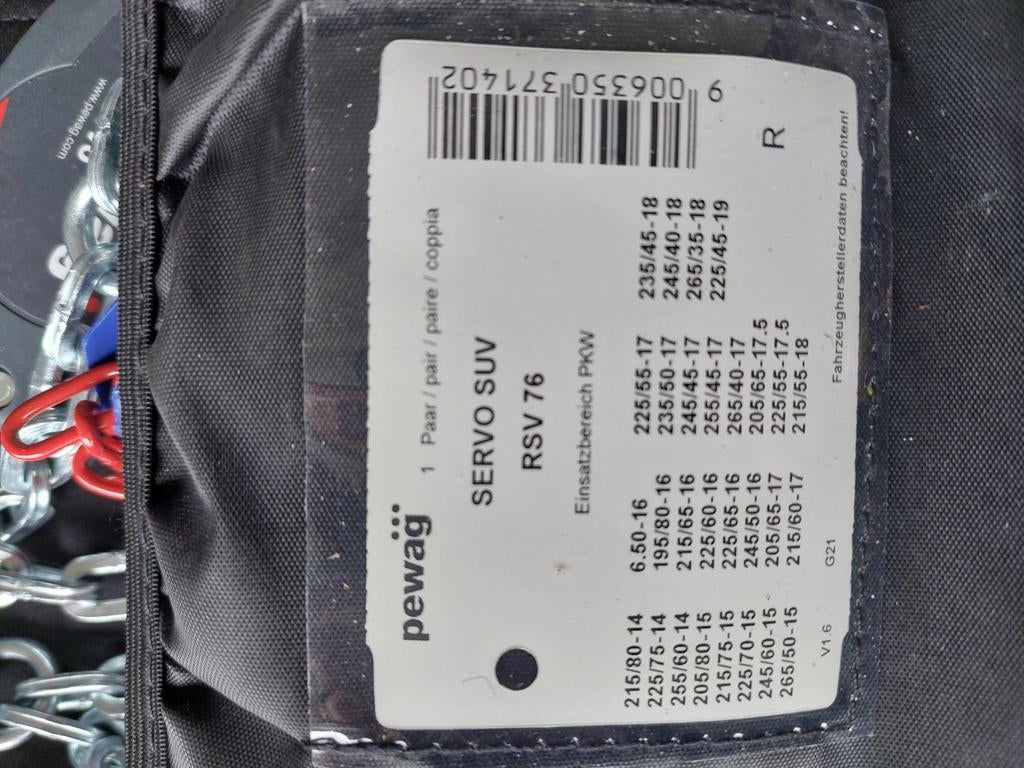 pewag
1 Paar / pair / paire / coppia
SERVO SUV
RSV 76
Einsatzbereich PKW
215/80-14
225/75-14
255/60-14
205/80-15
215/75-15
225/70-15
245/60-15
265/50-15
6.50-16
195/80-16
215/65-16
225/60-16
225/65-16
245/50-16
205/65-17
215/60-17
225/55-17
235/50-17
245/45-17
255/45-17
265/40-17
205/65-17.5
225/55-17.5
215/55-18
235/45-18
245/40-18
265/35-18
225/45-19
V1.6 G21
Fahrzeugherstellerdaten beachten!
R
9 006350 371402
www.pewag.com